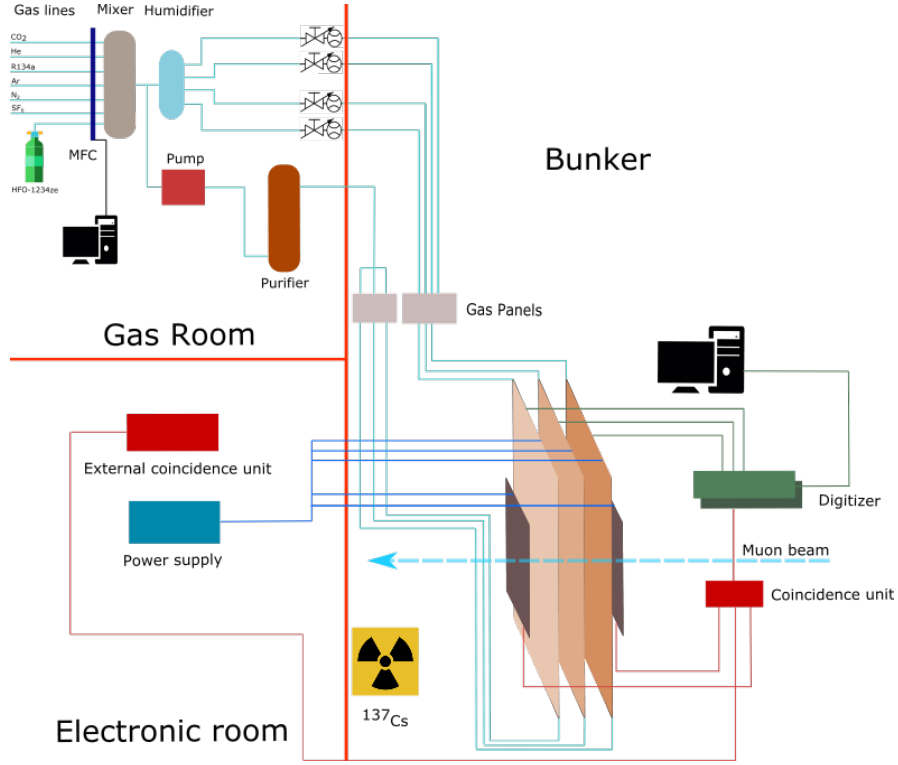 Gas lines
Mixer
Humidifier
CO2
He
R134a
Ar
N2
SF6
HFO-1234ze
MFC
Pump
Purifier
Gas Room
Bunker
Gas Panels
External coincidence unit
Power supply
Digitizer
Muon beam
Coincidence unit
137Cs
Electronic room